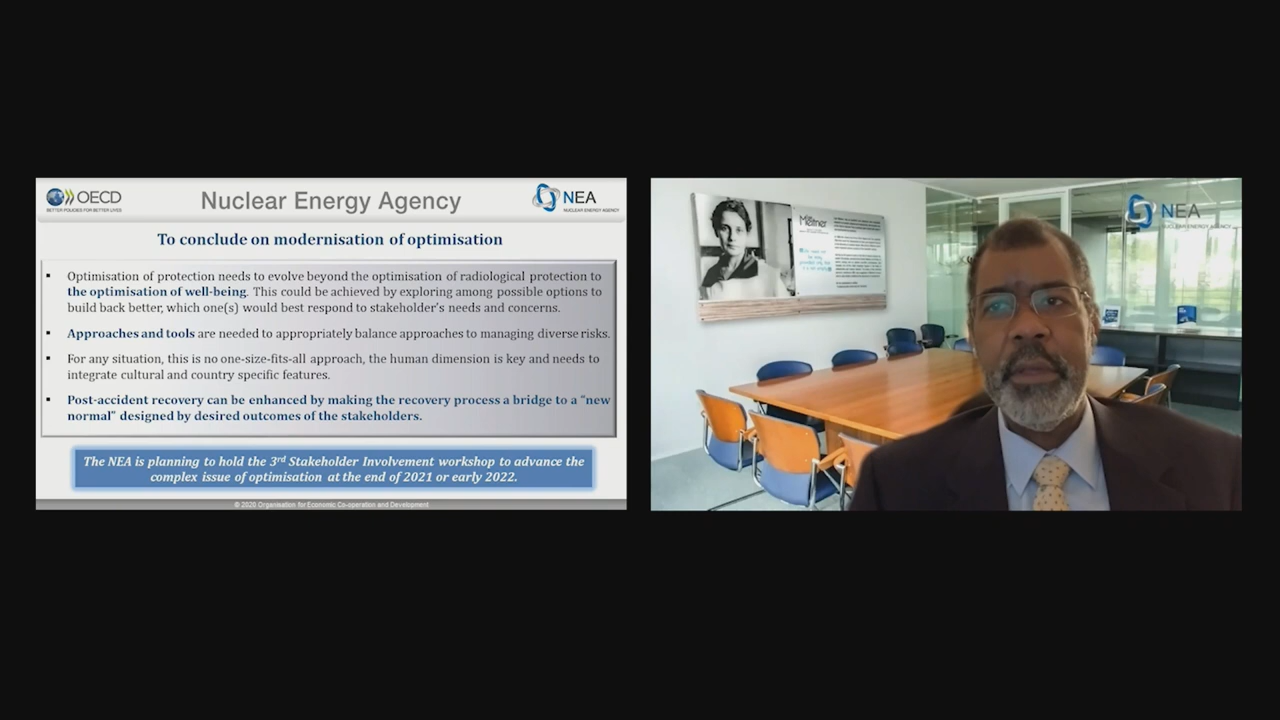 OECD
BETTER POLICIES FOR BETTER LIVES
Nuclear Energy Agency
NEA
NUCLEAR ENERGY AGENCY
To conclude on modernisation of optimisation
▪ Optimisation of protection needs to evolve beyond the optimisation of radiological protection to
the optimisation of well-being. This could be achieved by exploring among possible options to
build back better, which one(s) would best respond to stakeholder's needs and concerns.
▪ Approaches and tools are needed to appropriately balance approaches to managing diverse risks.
▪ For any situation, this is no one-size-fits-all approach, the human dimension is key and needs to
integrate cultural and country specific features.
▪ Post-accident recovery can be enhanced by making the recovery process a bridge to a "new
normal" designed by desired outcomes of the stakeholders.
The NEA is planning to hold the 3rd Stakeholder Involvement workshop to advance the
complex issue of optimisation at the end of 2021 or early 2022.
© 2020 Organisation for Economic Co-operation and Development
Meitner
NEA
NUCLEAR ENERGY AGENCY